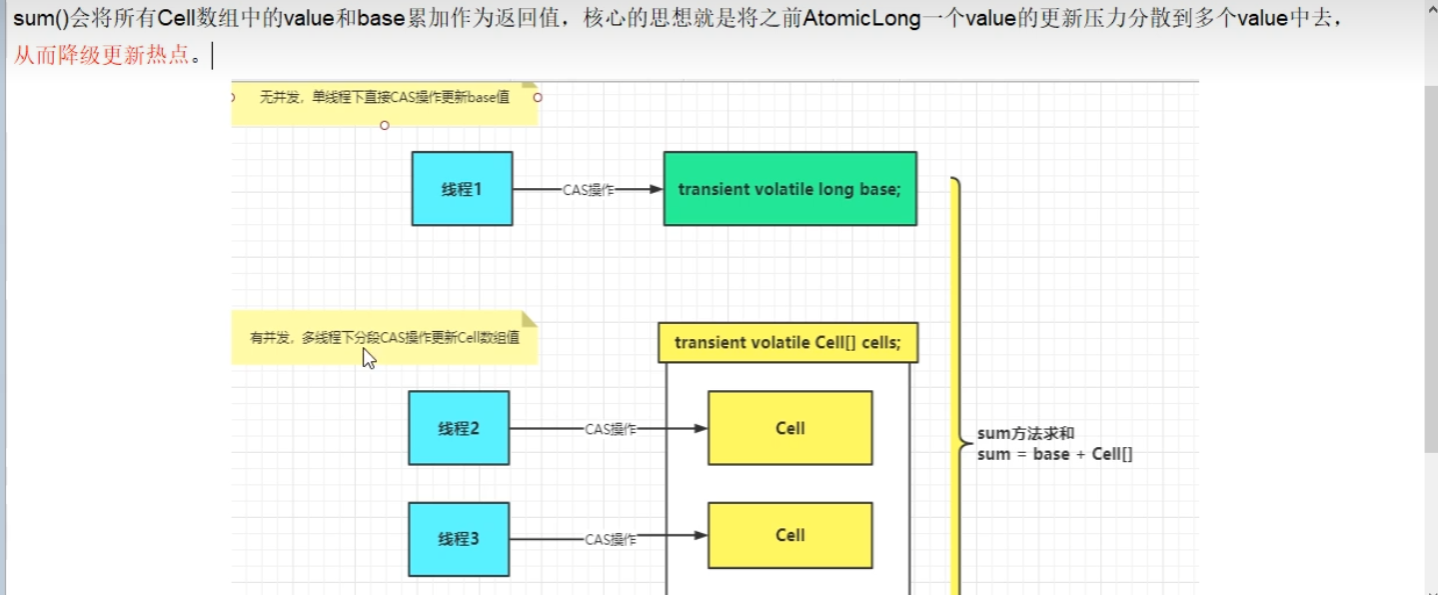 sum()会将所有Cell数组中的value和base累加作为返回值，核心的思想就是将之前AtomicLong一个value的更新压力分散到多个value中去，
从而降级更新热点。
无并发，单线程下直接CAS操作更新base值
线程1
CAS操作
transient volatile long base;
有并发，多线程下分段CAS操作更新Cell数组值
transient volatile Cell[] cells;
线程2
CAS操作
Cell
sum方法求和
sum = base + Cell[]
线程3
CAS操作
Cell